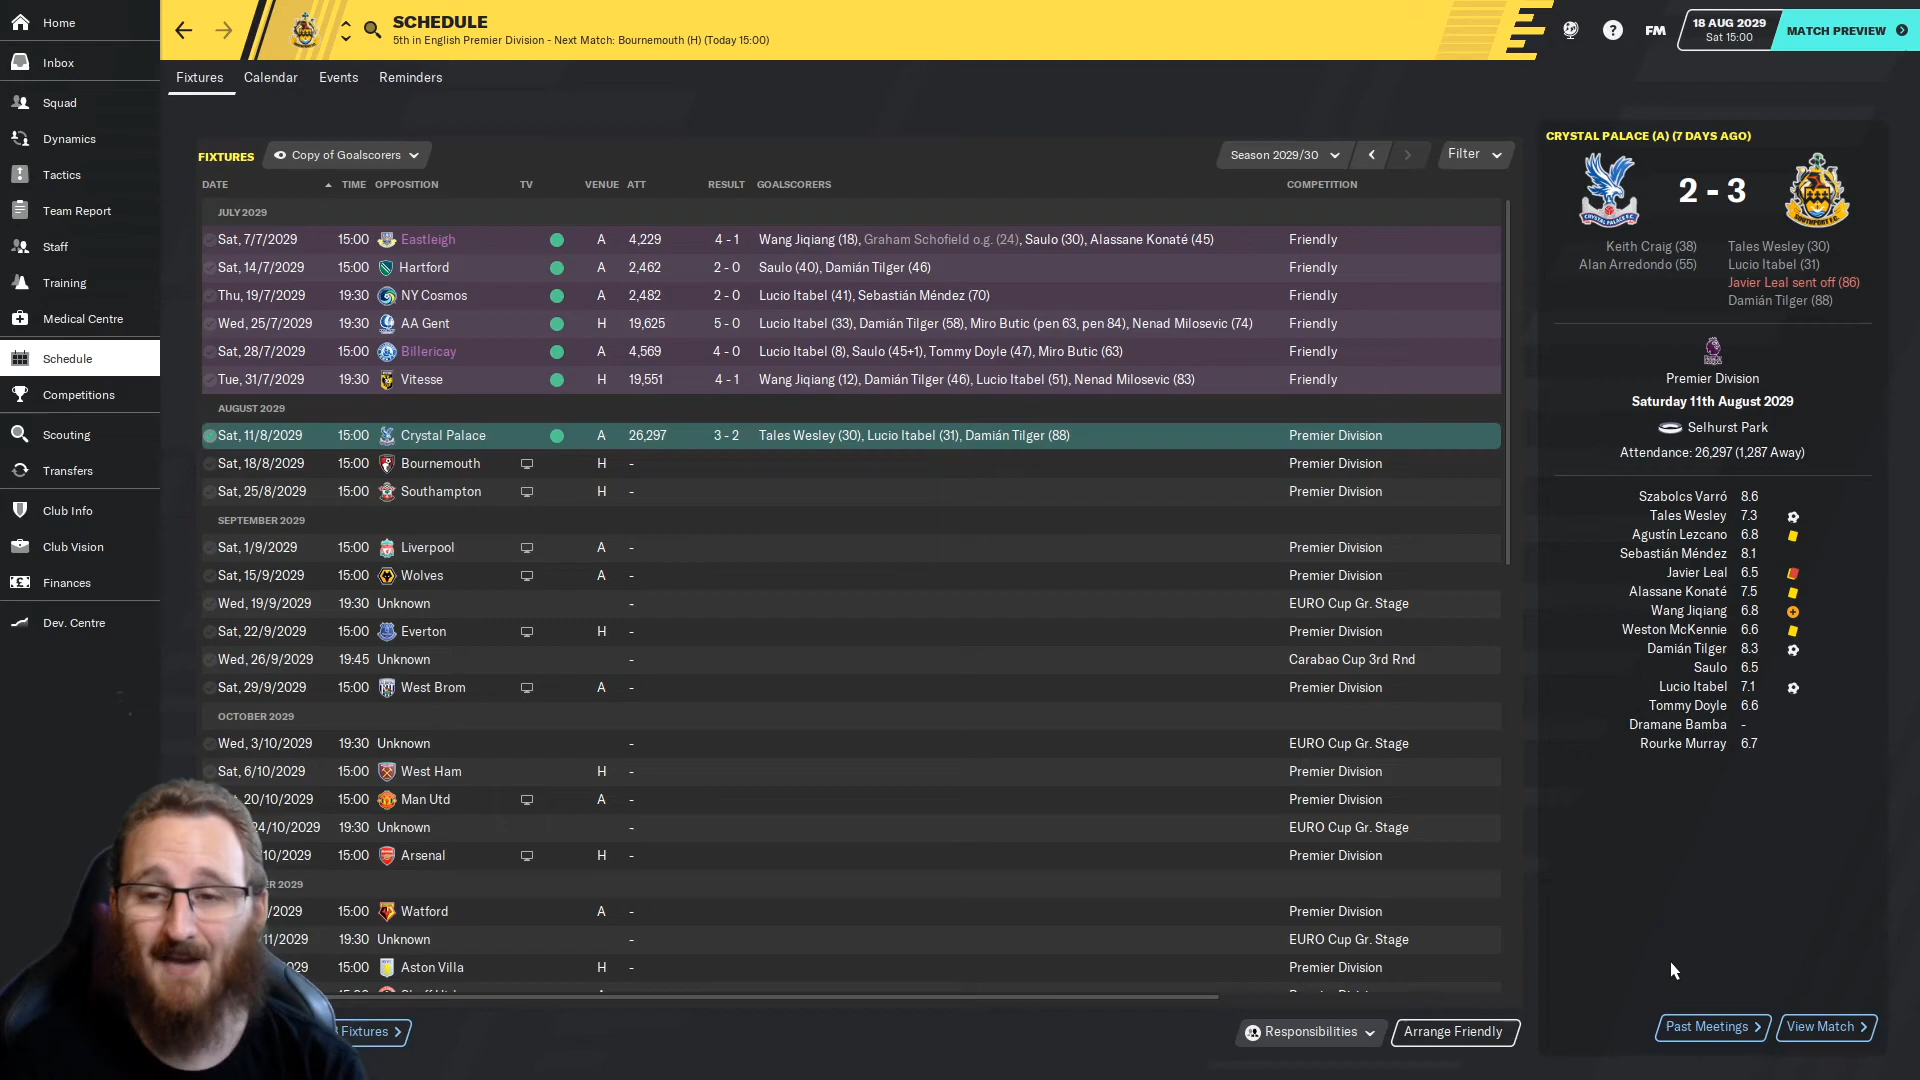 Home
Inbox
Squad
Dynamics
Tactics
Team Report
Staff
Training
Medical Centre
Schedule
Competitions
Scouting
Transfers
Club Info
Club Vision
Finances
Dev. Centre
SCHEDULE
5th in English Premier Division - Next Match: Bournemouth (H) (Today 15:00)
FM
18 AUG 2029
Sat 15:00
MATCH PREVIEW
Fixtures Calendar Events Reminders
FIXTURES Copy of Goalscorers Season 2029/30 Filter
DATE TIME OPPOSITION TV VENUE ATT RESULT GOALSCORERS COMPETITION
JULY 2029
Sat, 7/7/2029 15:00 Eastleigh A 4,229 4 - 1 Wang Jiqiang (18), Graham Schofield o.g. (24), Saulo (30), Alassane Konaté (45) Friendly
Sat, 14/7/2029 15:00 Hartford A 2,462 2 - 0 Saulo (40), Damián Tilger (46) Friendly
Thu, 19/7/2029 19:30 NY Cosmos A 2,482 2 - 0 Lucio Itabel (41), Sebastián Méndez (70) Friendly
Wed, 25/7/2029 19:30 AA Gent H 19,625 5 - 0 Lucio Itabel (33), Damián Tilger (58), Miro Butic (pen 63, pen 84), Nenad Milosevic (74) Friendly
Sat, 28/7/2029 15:00 Billericay A 4,569 4 - 0 Lucio Itabel (8), Saulo (45+1), Tommy Doyle (47), Miro Butic (63) Friendly
Tue, 31/7/2029 19:30 Vitesse H 19,551 4 - 1 Wang Jiqiang (12), Damián Tilger (46), Lucio Itabel (51), Nenad Milosevic (83) Friendly
AUGUST 2029
Sat, 11/8/2029 15:00 Crystal Palace A 26,297 3 - 2 Tales Wesley (30), Lucio Itabel (31), Damián Tilger (88) Premier Division
Sat, 18/8/2029 15:00 Bournemouth H - Premier Division
Sat, 25/8/2029 15:00 Southampton H - Premier Division
SEPTEMBER 2029
Sat, 1/9/2029 15:00 Liverpool A - Premier Division
Sat, 15/9/2029 15:00 Wolves A - Premier Division
Wed, 19/9/2029 19:30 Unknown - EURO Cup Gr. Stage
Sat, 22/9/2029 15:00 Everton H - Premier Division
Wed, 26/9/2029 19:45 Unknown - Carabao Cup 3rd Rnd
Sat, 29/9/2029 15:00 West Brom A - Premier Division
OCTOBER 2029
Wed, 3/10/2029 19:30 Unknown - EURO Cup Gr. Stage
Sat, 6/10/2029 15:00 West Ham H - Premier Division
20/10/2029 15:00 Man Utd A - Premier Division
24/10/2029 19:30 Unknown - EURO Cup Gr. Stage
10/2029 15:00 Arsenal H - Premier Division
2029
/2029 15:00 Watford A - Premier Division
11/2029 19:30 Unknown - EURO Cup Gr. Stage
029 15:00 Aston Villa H - Premier Division
Fixtures
Responsibilities
Arrange Friendly
CRYSTAL PALACE (A) (7 DAYS AGO)
2 - 3
Keith Craig (38) Tales Wesley (30)
Alan Arredondo (55) Lucio Itabel (31)
Javier Leal sent off (86)
Damián Tilger (88)
Premier Division
Saturday 11th August 2029
Selhurst Park
Attendance: 26,297 (1,287 Away)
Szabolcs Varró 8.6
Tales Wesley 7.3
Agustín Lezcano 6.8
Sebastián Méndez 8.1
Javier Leal 6.5
Alassane Konaté 7.5
Wang Jiqiang 6.8
Weston McKennie 6.6
Damián Tilger 8.3
Saulo 6.5
Lucio Itabel 7.1
Tommy Doyle 6.6
Dramane Bamba -
Rourke Murray 6.7
Past Meetings
View Match